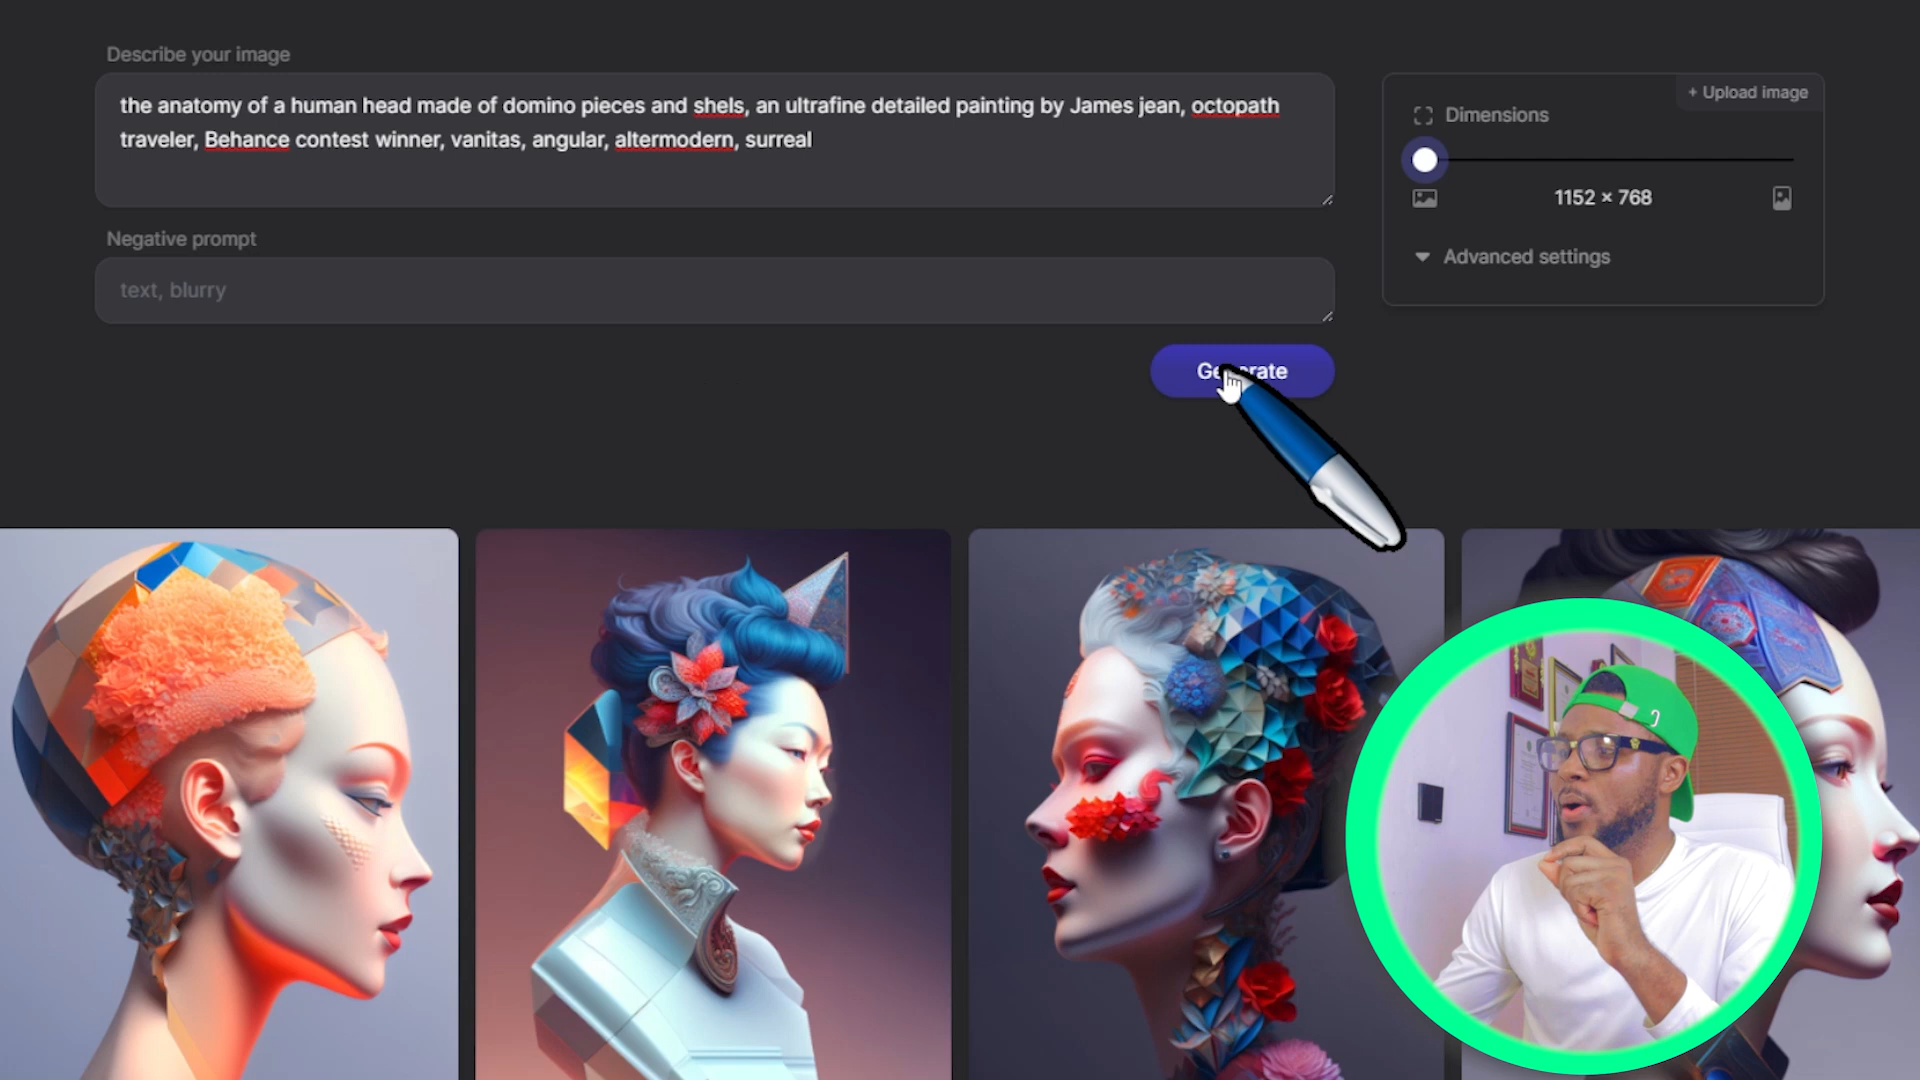 Describe your image
the anatomy of a human head made of domino pieces and shels, an ultrafine detailed painting by James jean, octopath
traveler, Behance contest winner, vanitas, angular, altermodern, surreal
+ Upload image
Dimensions
1152 × 768
Advanced settings
Negative prompt
text, blurry
Generate